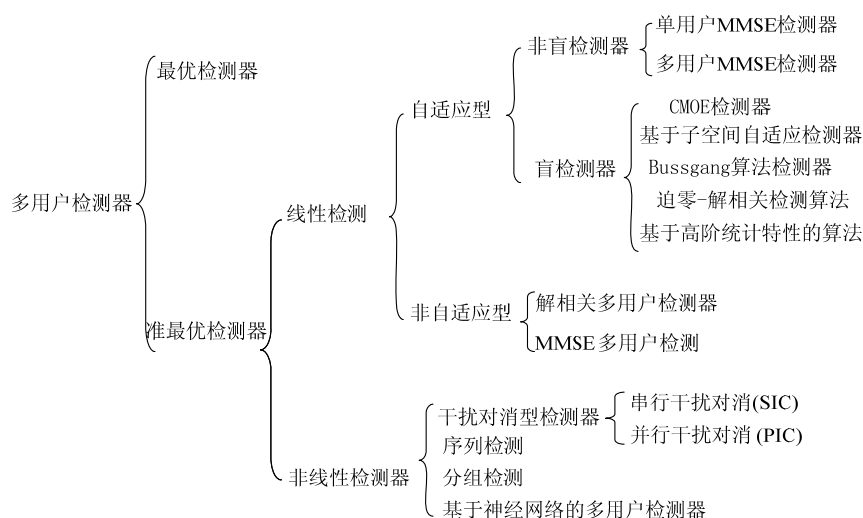 单用户MMSE检测器
非盲检测器
多用户MMSE检测器
最优检测器
自适应型
CMOE检测器
基于子空间自适应检测器
盲检测器
Bussgang算法检测器
迫零-解相关检测算法
基于高阶统计特性的算法
多用户检测器
线性检测
非自适应型
解相关多用户检测器
MMSE多用户检测
准最优检测器
干扰对消型检测器
串行干扰对消(SIC)
并行干扰对消(PIC)
序列检测
非线性检测器
分组检测
基于神经网络的多用户检测器